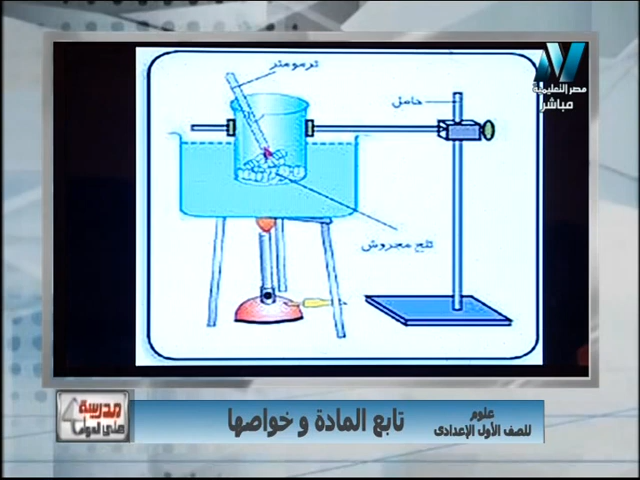 ترمومتر
حامل
ثلج مجروش
مصر التعليمية
مباشر
مدرسة
على الهواء
علوم
للصف الأول الإعدادى
تابع المادة و خواصها